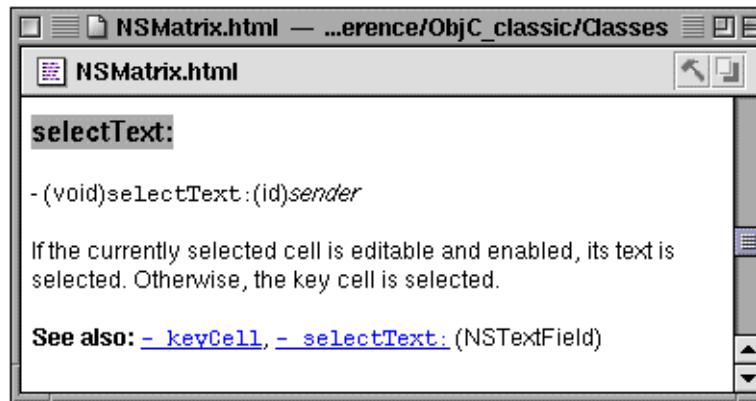 NSMatrix.html — ...erence/ObjC_classic/Classes
NSMatrix.html
selectText:
- (void)selectText:(id)sender
If the currently selected cell is editable and enabled, its text is
selected. Otherwise, the key cell is selected.
See also: - keyCell, - selectText: (NSTextField)